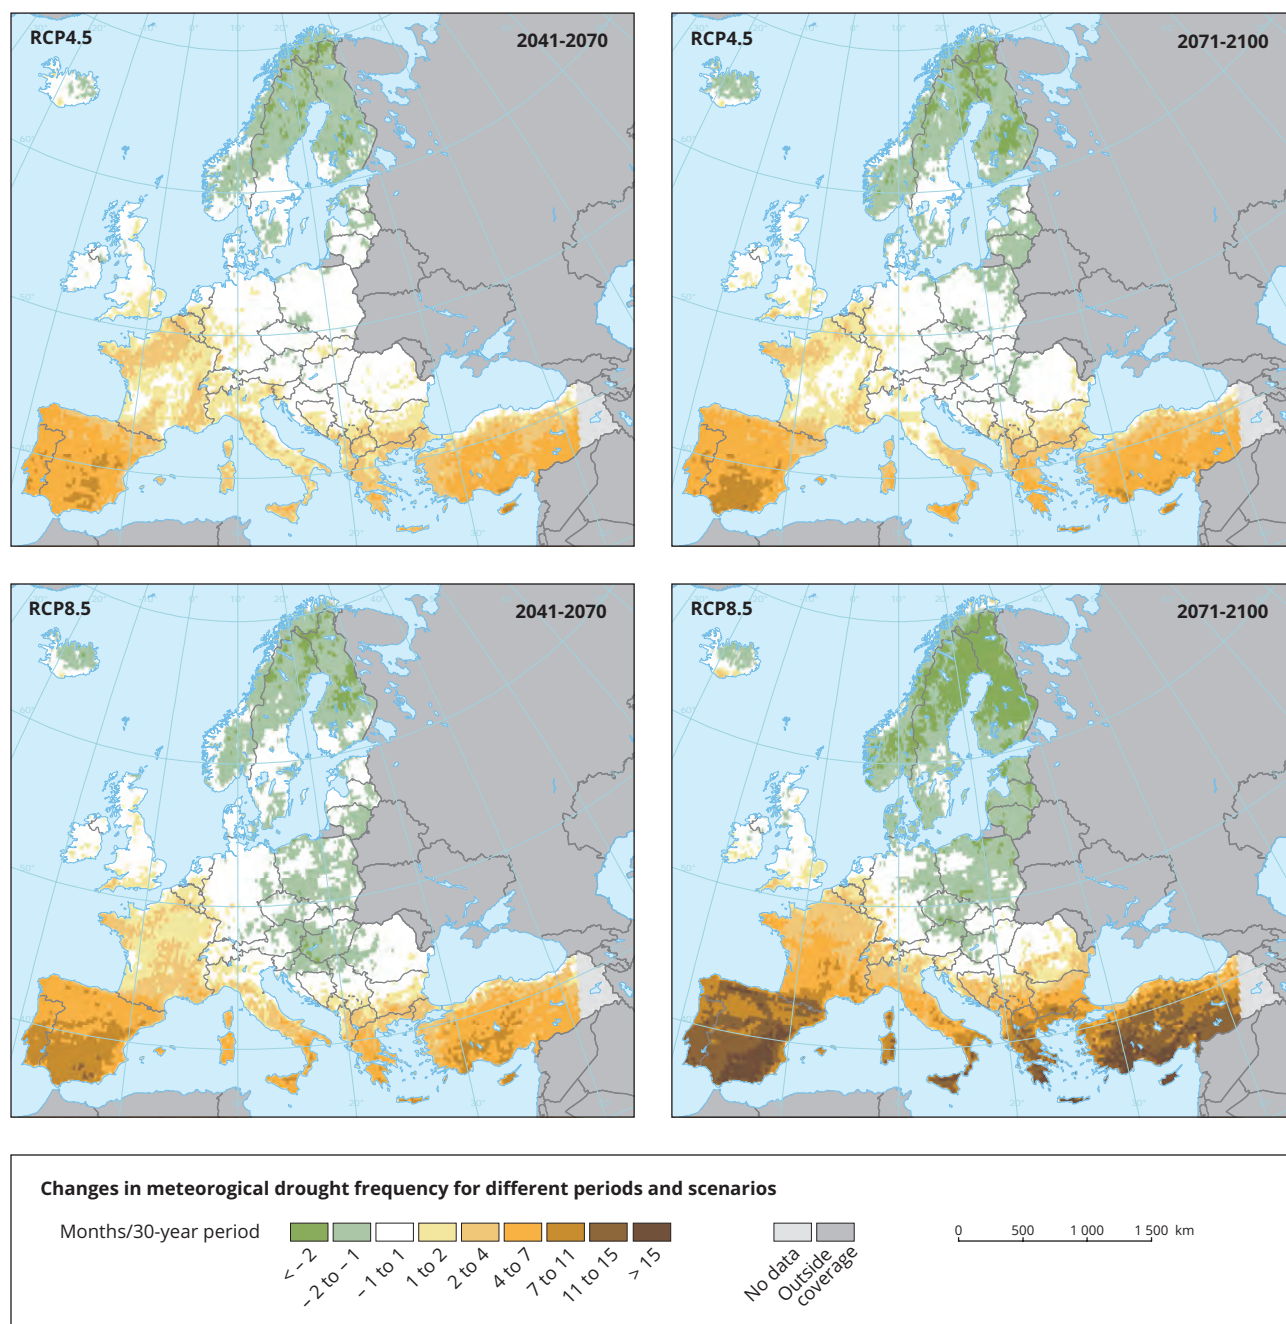 RCP4.5
2041-2070
RCP4.5
2071-2100
RCP8.5
2041-2070
RCP8.5
2071-2100
Changes in meteorogical drought frequency for different periods and scenarios
Months/30-year period
< – 2
– 2 to – 1
– 1 to 1
1 to 2
2 to 4
4 to 7
7 to 11
11 to 15
> 15
No data
Outside
coverage
0 500 1 000 1 500 km